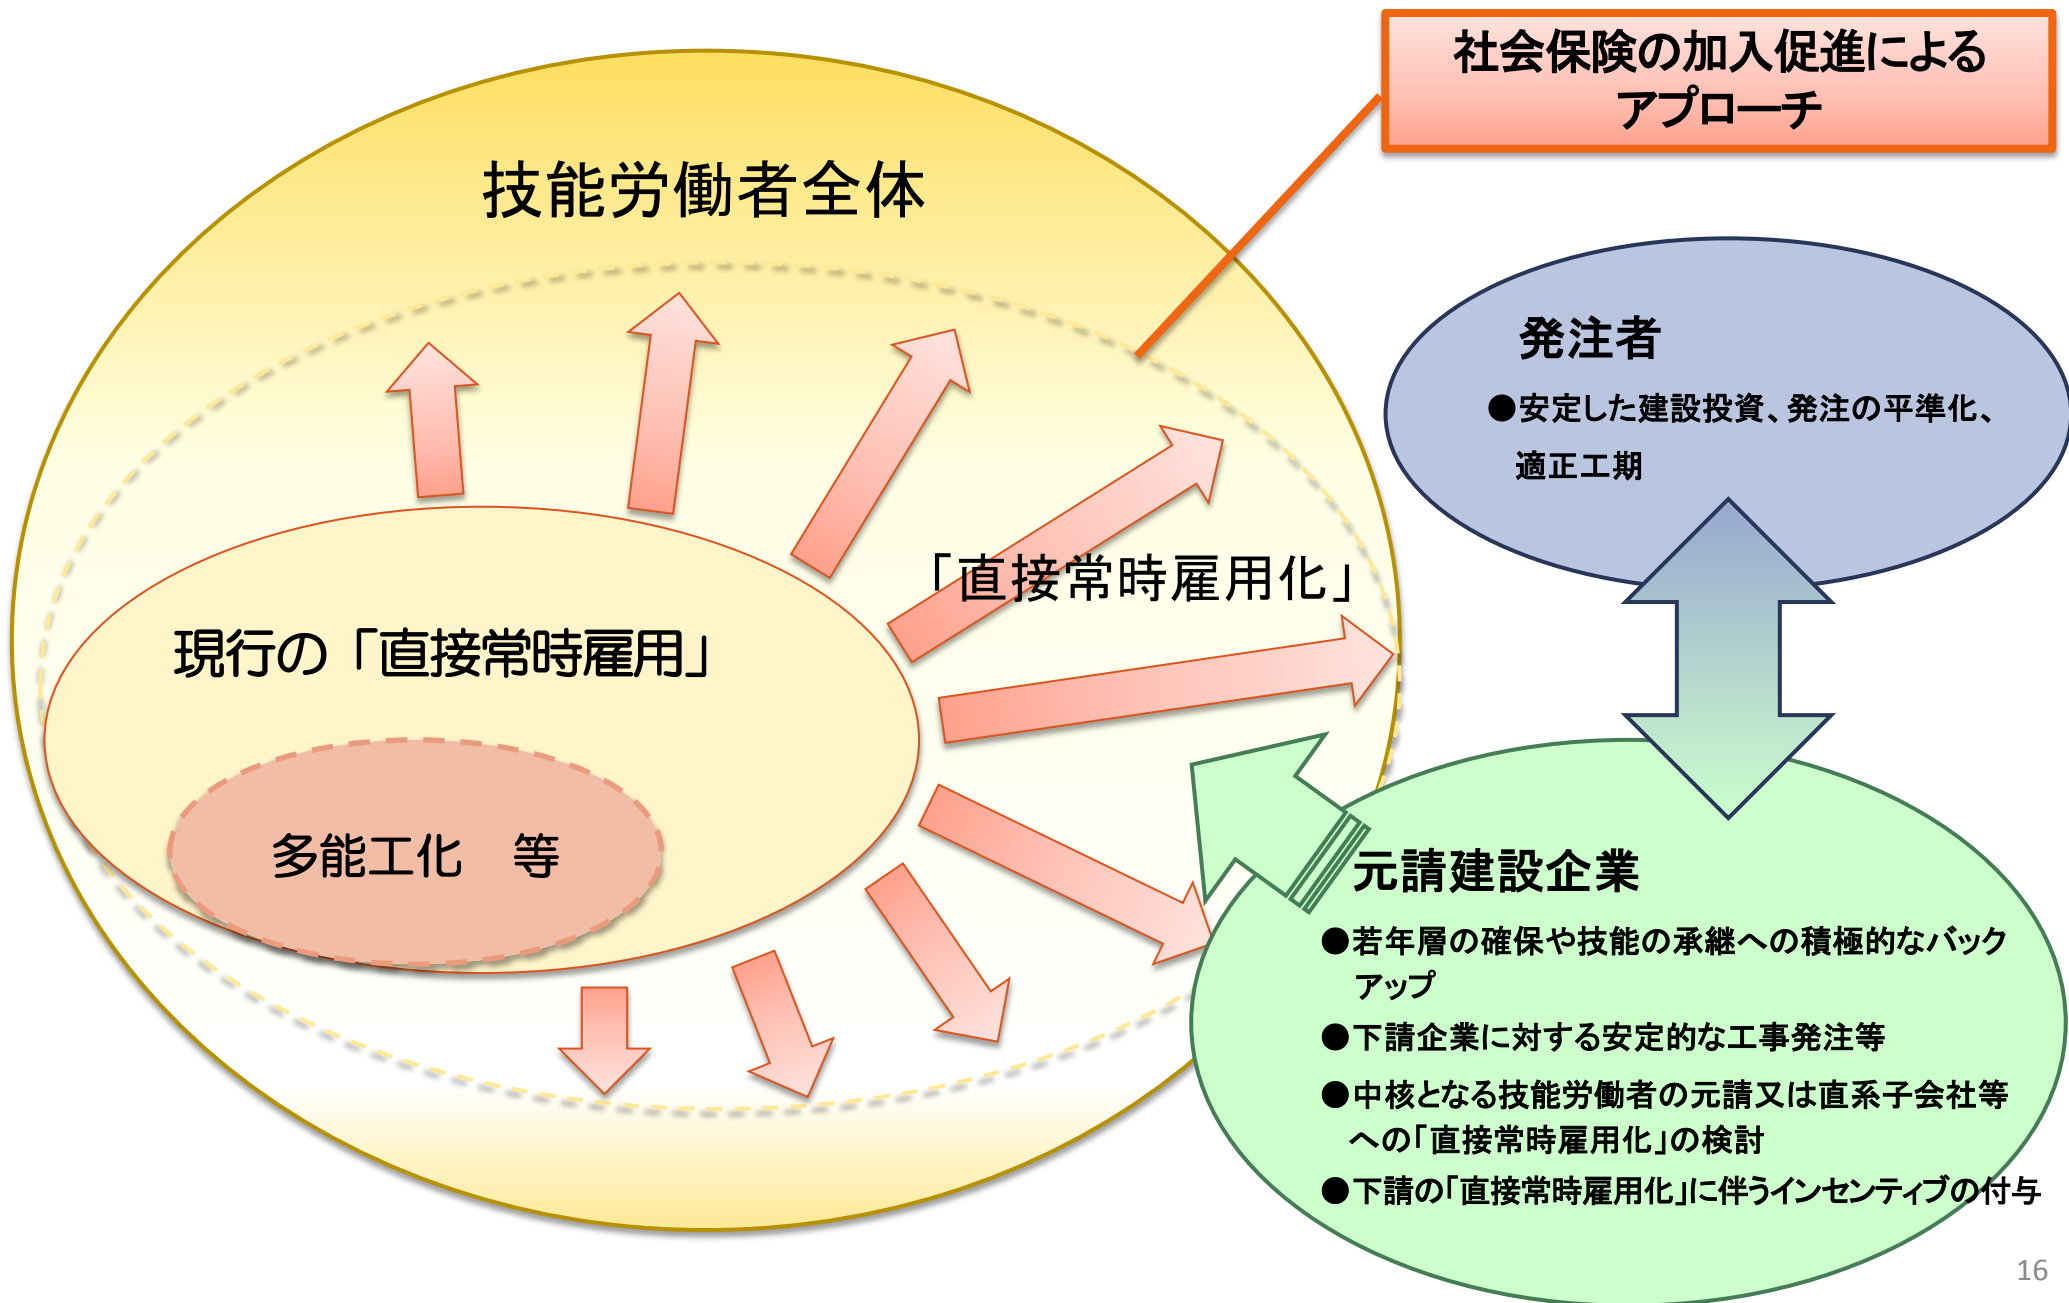 社会保険の加入促進による
アプローチ
技能労働者全体
発注者
●安定した建設投資、発注の平準化、
適正工期
「直接常時雇用化」
現行の「直接常時雇用」
多能工化　等
元請建設企業
●若年層の確保や技能の承継への積極的なバック
アップ
●下請企業に対する安定的な工事発注等
●中核となる技能労働者の元請又は直系子会社等
への「直接常時雇用化」の検討
●下請の「直接常時雇用化」に伴うインセンティブの付与
16